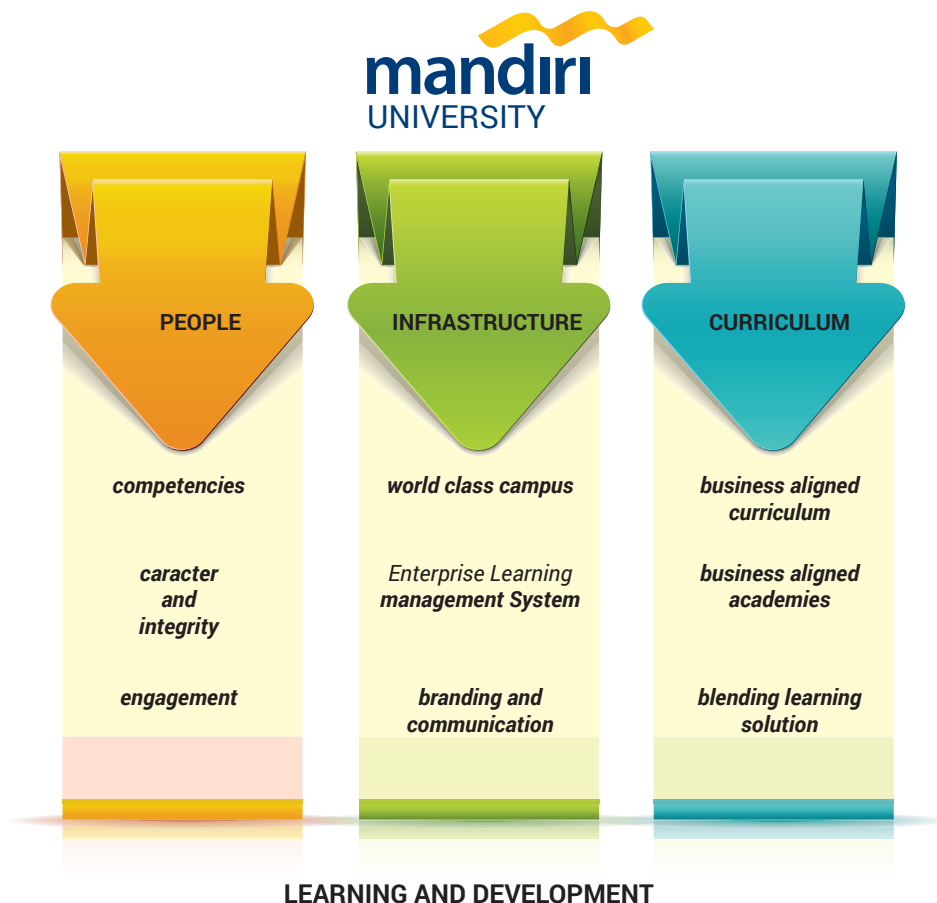 mandiri
UNIVERSITY
PEOPLE
competencies
caracter
and
integrity
engagement
INFRASTRUCTURE
world class campus
Enterprise Learning
management System
branding and
communication
CURRICULUM
business aligned
curriculum
business aligned
academies
blending learning
solution
LEARNING AND DEVELOPMENT